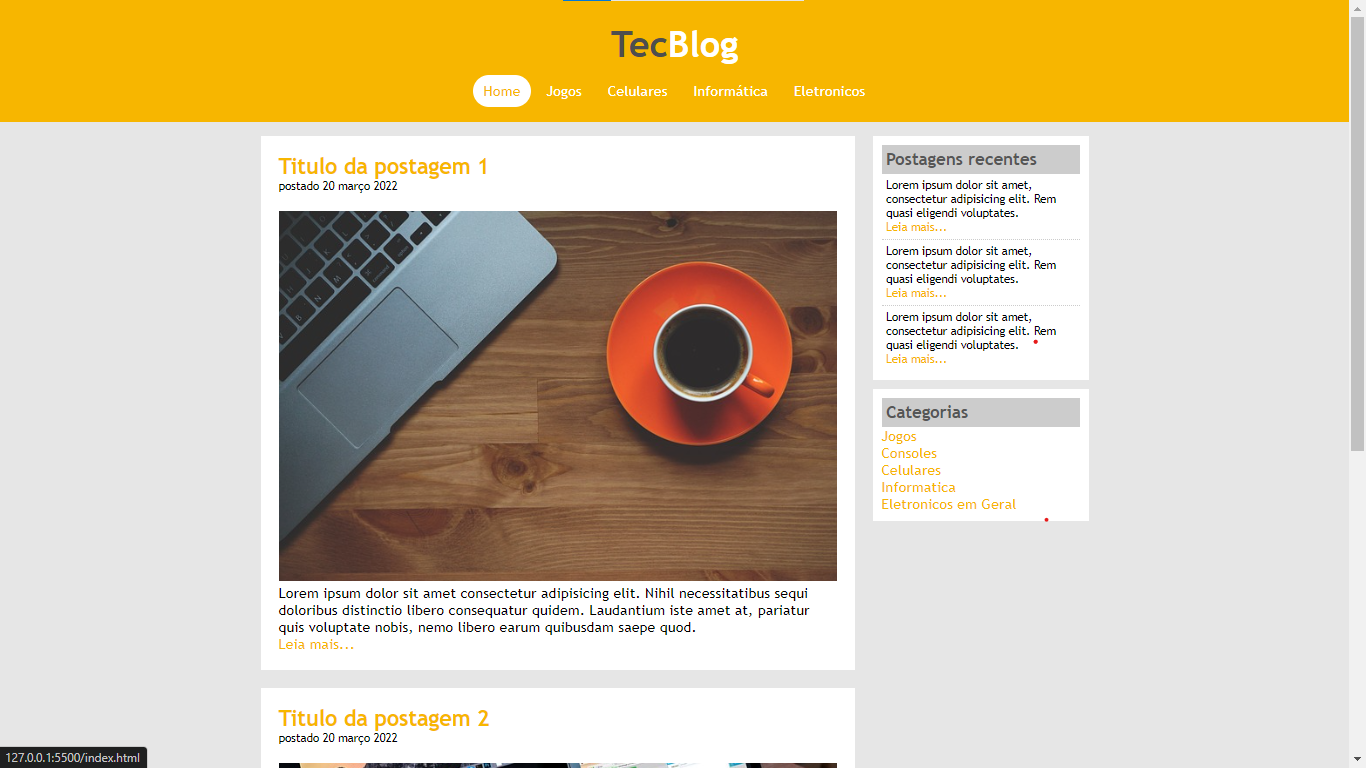 TecBlog
Home Jogos Celulares Informática Eletronicos
Titulo da postagem 1
postado 20 março 2022
Lorem ipsum dolor sit amet consectetur adipisicing elit. Nihil necessitatibus sequi
doloribus distinctio libero consequatur quidem. Laudantium iste amet at, pariatur
quis voluptate nobis, nemo libero earum quibusdam saepe quod.
Leia mais...
Titulo da postagem 2
postado 20 março 2022
Postagens recentes
Lorem ipsum dolor sit amet,
consectetur adipisicing elit. Rem
quasi eligendi voluptates.
Leia mais...
Lorem ipsum dolor sit amet,
consectetur adipisicing elit. Rem
quasi eligendi voluptates.
Leia mais...
Lorem ipsum dolor sit amet,
consectetur adipisicing elit. Rem
quasi eligendi voluptates.
Leia mais...
Categorias
Jogos
Consoles
Celulares
Informatica
Eletronicos em Geral
127.0.0.1:5500/index.html